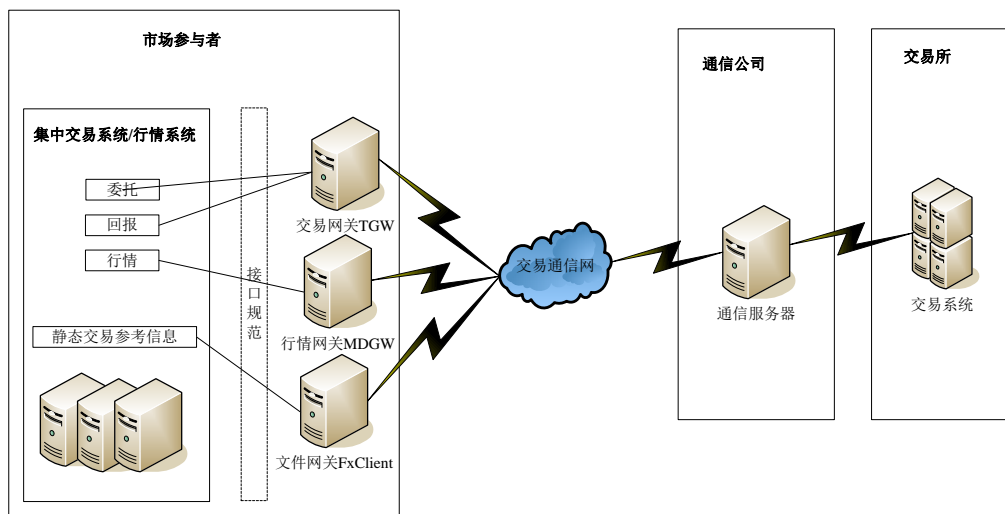 市场参与者
集中交易系统/行情系统
委托
回报
行情
静态交易参考信息
接口规范
交易网关TGW
行情网关MDGW
文件网关FxClient
交易通信网
通信公司
通信服务器
交易所
交易系统